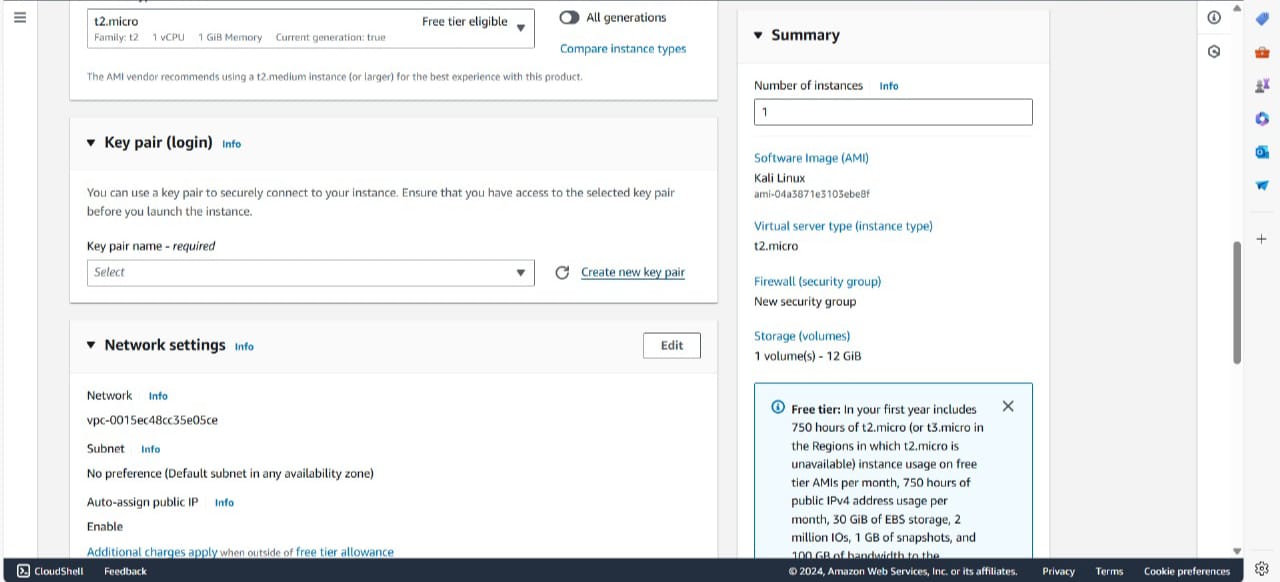 t2.micro
Free tier eligible
Family: t2 1 vCPU 1 GiB Memory Current generation: true
All generations
Compare instance types
The AMI vendor recommends using a t2.medium instance (or larger) for the best experience with this product.
Key pair (login) Info
You can use a key pair to securely connect to your instance. Ensure that you have access to the selected key pair
before you launch the instance.
Key pair name - required
Select
Create new key pair
Network settings Info
Edit
Network Info
vpc-0015ec48cc35e05ce
Subnet Info
No preference (Default subnet in any availability zone)
Auto-assign public IP Info
Enable
Additional charges apply when outside of free tier allowance
Summary
Number of instances Info
1
Software Image (AMI)
Kali Linux
ami-04a3871e3103ebe8f
Virtual server type (instance type)
t2.micro
Firewall (security group)
New security group
Storage (volumes)
1 volume(s) - 12 GiB
Free tier: In your first year includes
750 hours of t2.micro (or t3.micro in
the Regions in which t2.micro is
unavailable) instance usage on free
tier AMIs per month, 750 hours of
public IPv4 address usage per
month, 30 GiB of EBS storage, 2
million IOs, 1 GB of snapshots, and
100 GB of bandwidth to the
CloudShell Feedback
© 2024, Amazon Web Services, Inc. or its affiliates. Privacy Terms Cookie preferences